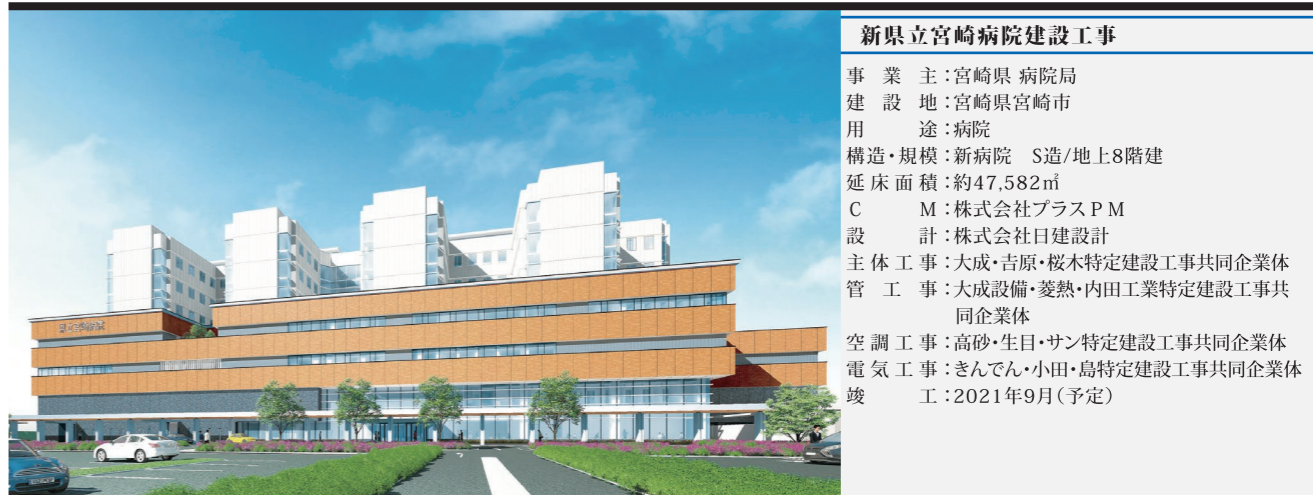 新県立宮崎病院建設工事
事業主：宮崎県 病院局
建設地：宮崎県宮崎市
用途：病院
構造・規模：新病院　S造/地上8階建
延床面積：約47,582㎡
CM：株式会社プラスＰＭ
設計：株式会社日建設計
主体工事：大成・吉原・桜木特定建設工事共同企業体
管工事：大成設備・菱熱・内田工業特定建設工事共
同企業体
空調工事：高砂・生目・サン特定建設工事共同企業体
電気工事：きんでん・小田・島特定建設工事共同企業体
竣工：2021年9月（予定）